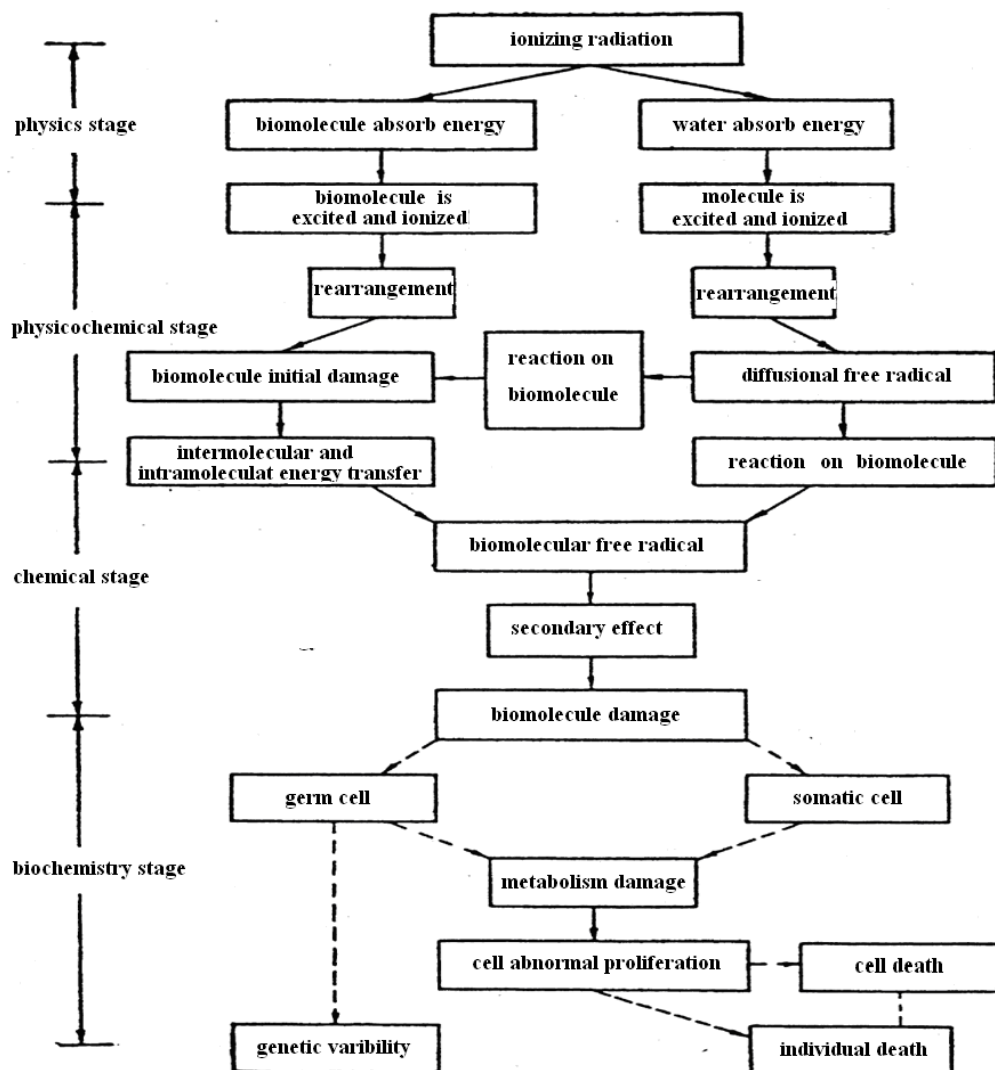 ionizing radiation
physics stage
biomolecule absorb energy
water absorb energy
biomolecule is
excited and ionized
molecule is
excited and ionized
rearrangement
rearrangement
physicochemical stage
biomolecule initial damage
reaction on
biomolecule
diffusional free radical
intermolecular and
intramoleculat energy transfer
reaction on biomolecule
biomolecular free radical
chemical stage
secondary effect
biomolecule damage
germ cell
somatic cell
biochemistry stage
metabolism damage
cell abnormal proliferation
cell death
genetic varibility
individual death